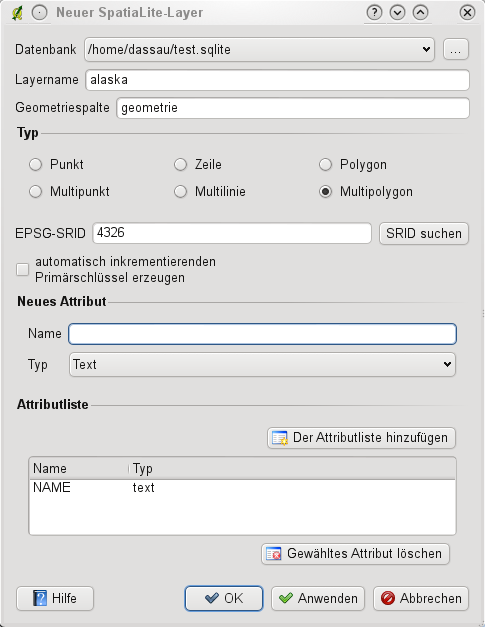 Neuer SpatiaLite-Layer
Datenbank /home/dassau/test.sqlite ...
Layername alaska
Geometriespalte geometrie
Typ
Punkt Zeile Polygon
Multipunkt Multilinie Multipolygon
EPSG-SRID 4326 SRID suchen
automatisch inkrementierenden
Primärschlüssel erzeugen
Neues Attribut
Name
Typ Text
Attributliste
Der Attributliste hinzufügen
Name Typ
NAME text
Gewähltes Attribut löschen
Hilfe OK Anwenden Abbrechen